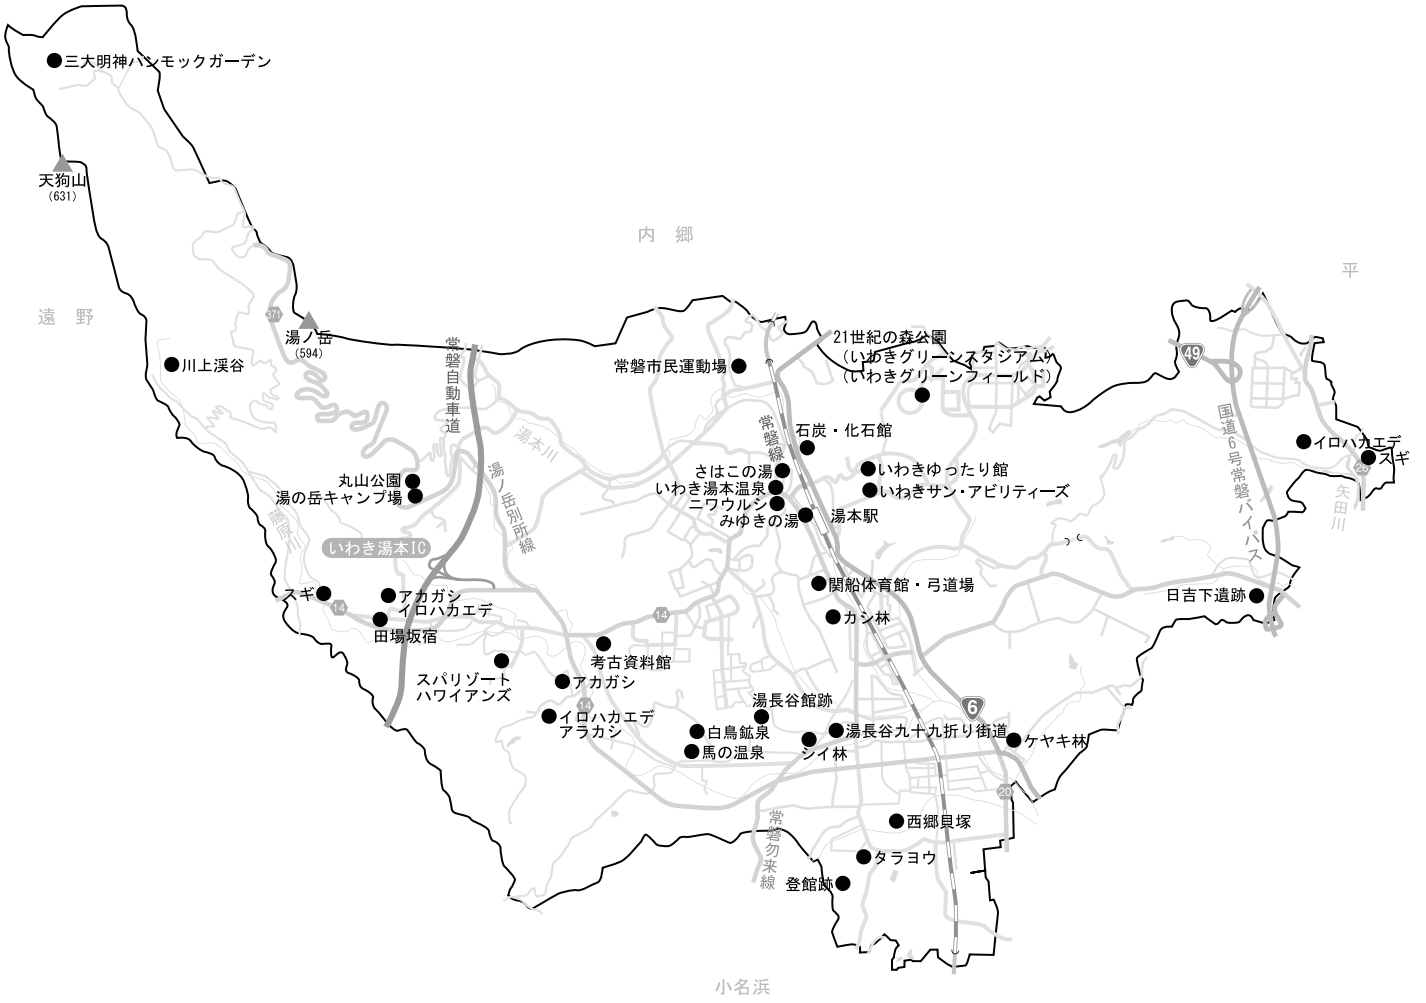 三大明神ハンモックガーデン
天狗山
(631)
内 郷
平
遠 野
371
湯ノ岳
(594)
川上渓谷
常磐自動車道
常磐市民運動場
21世紀の森公園
(いわきグリーンスタジアム)
(いわきグリーンフィールド)
49
国道6号常磐バイパス
イロハカエデ
スギ
26
矢田川
湯本川
常磐線
石炭・化石館
さはこの湯
いわき湯本温泉
ニワウルシ
みゆきの湯
いわきゆったり館
いわきサン・アビリティーズ
湯本駅
丸山公園
湯の岳キャンプ場
湯ノ岳別所線
藤原川
いわき湯本IC
スギ
14
アカガシ
イロハカエデ
田場坂宿
14
関船体育館・弓道場
カシ林
日吉下遺跡
考古資料館
スパリゾート
ハワイアンズ
アカガシ
14
イロハカエデ
アラカシ
湯長谷館跡
白鳥鉱泉
馬の温泉
シイ林
湯長谷九十九折り街道
6
ケヤキ林
20
常磐勿来線
西郷貝塚
タラヨウ
登館跡
小名浜